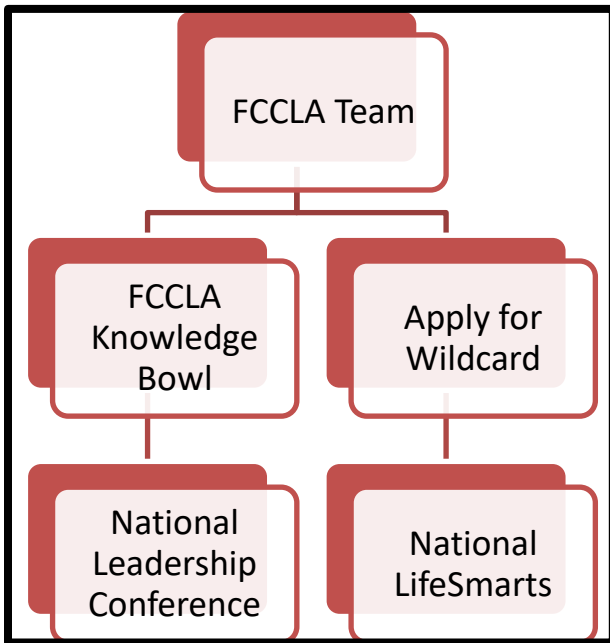 FCCLA Team
FCCLA
Knowledge
Bowl
Apply for
Wildcard
National
Leadership
Conference
National
LifeSmarts